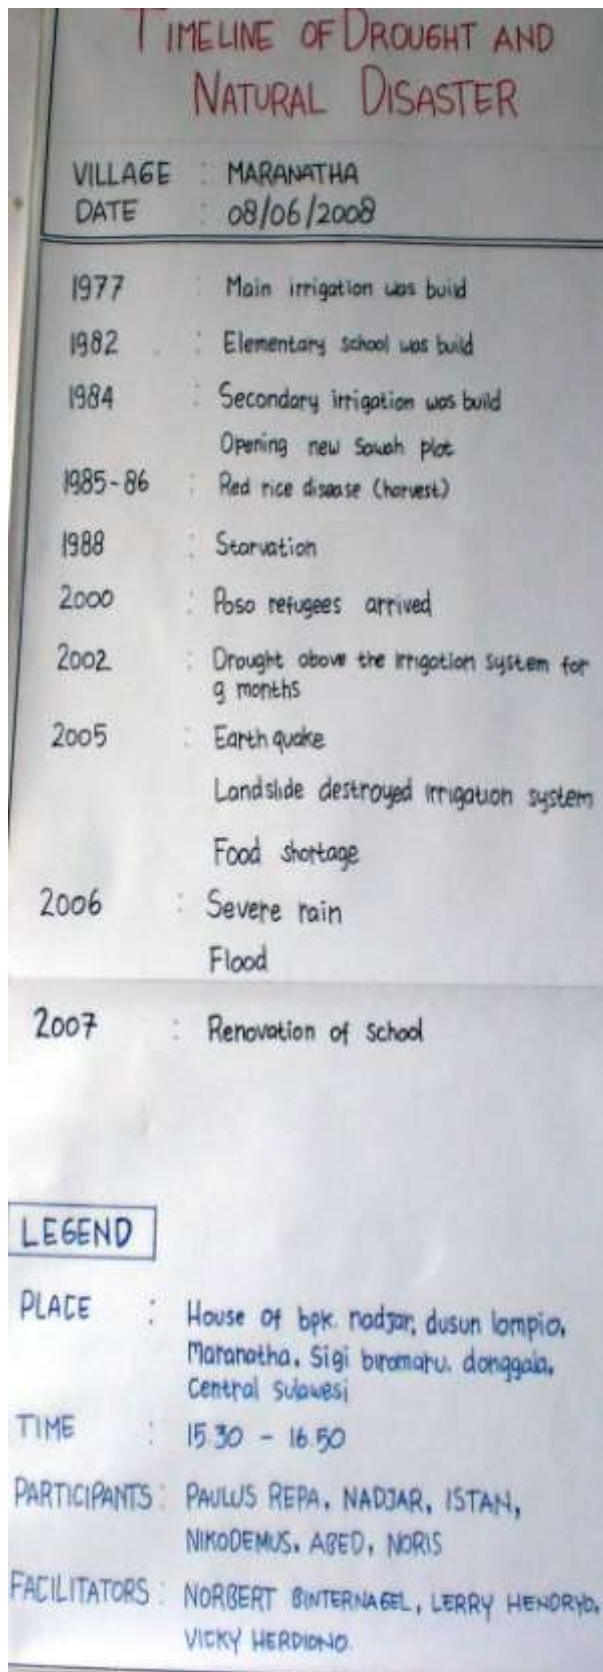 TIMELINE OF DROUGHT AND
NATURAL DISASTER
VILLAGE : MARANATHA
DATE : 08/06/2008
1977 : Main irrigation was build
1982 : Elementary school was build
1984 : Secondary irrigation was build
Opening new Sawah plot
1985-86 : Red rice disease (harvest)
1988 : Starvation
2000 : Poso refugees arrived
2002 : Drought above the irrigation system for
9 months
2005 : Earth quake
Landslide destroyed irrigation system
Food shortage
2006 : Severe rain
Flood
2007 : Renovation of School
LEGEND
PLACE : House of bpk. nadjar, dusun lompio,
Maranatha, Sigi biromaru, donggala,
Central sulawesi
TIME : 15.30 - 16.50
PARTICIPANTS : PAULUS REPA, NADJAR, ISTAN,
NIKODEMUS, ABED, NORIS
FACILITATORS : NORBERT BINTERNAGEL, LERRY HENDRYO,
VICKY HERDIONO.